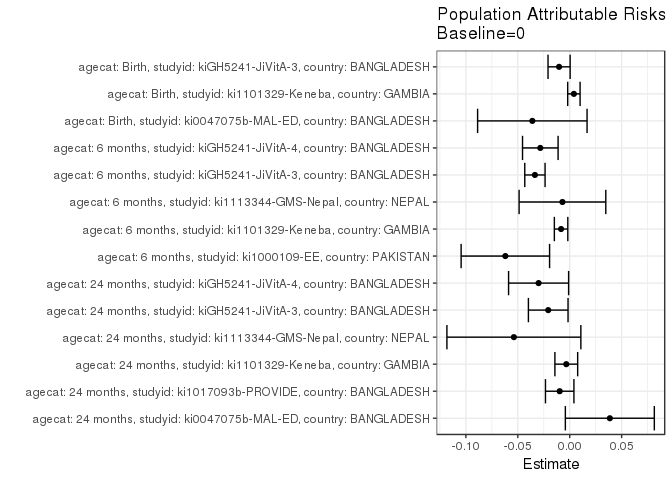 Population Attributable Risks
Baseline=0
agecat: Birth, studyid: kiGH5241-JiVitA-3, country: BANGLADESH
agecat: Birth, studyid: ki1101329-Keneba, country: GAMBIA
agecat: Birth, studyid: ki0047075b-MAL-ED, country: BANGLADESH
agecat: 6 months, studyid: kiGH5241-JiVitA-4, country: BANGLADESH
agecat: 6 months, studyid: kiGH5241-JiVitA-3, country: BANGLADESH
agecat: 6 months, studyid: ki1113344-GMS-Nepal, country: NEPAL
agecat: 6 months, studyid: ki1101329-Keneba, country: GAMBIA
agecat: 6 months, studyid: ki1000109-EE, country: PAKISTAN
agecat: 24 months, studyid: kiGH5241-JiVitA-4, country: BANGLADESH
agecat: 24 months, studyid: kiGH5241-JiVitA-3, country: BANGLADESH
agecat: 24 months, studyid: ki1113344-GMS-Nepal, country: NEPAL
agecat: 24 months, studyid: ki1101329-Keneba, country: GAMBIA
agecat: 24 months, studyid: ki1017093b-PROVIDE, country: BANGLADESH
agecat: 24 months, studyid: ki0047075b-MAL-ED, country: BANGLADESH
-0.10 -0.05 0.00 0.05
Estimate